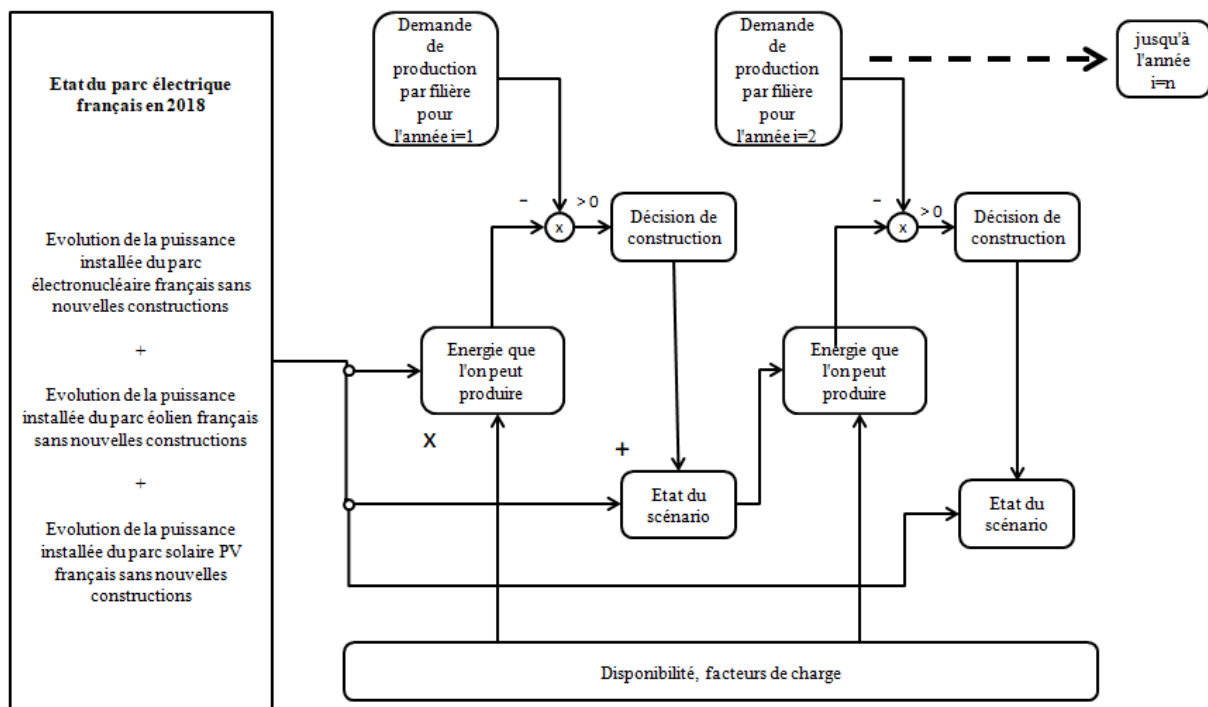 Etat du parc électrique
français en 2018
Evolution de la puissance
installée du parc
électronucléaire français sans
nouvelles constructions
+
Evolution de la puissance
installée du parc éolien français
sans nouvelles constructions
+
Evolution de la puissance
installée du parc solaire PV
français sans nouvelles
constructions
Demande
de
production
par filière
pour
l'année i=1
-
x
> 0
Décision de
construction
Energie que
l'on peut
produire
x
+
Etat du
scénario
Demande
de
production
par filière
pour
l'année i=2
jusqu'à
l'année
i=n
-
x
> 0
Décision de
construction
Energie que
l'on peut
produire
Etat du
scénario
Disponibilité, facteurs de charge